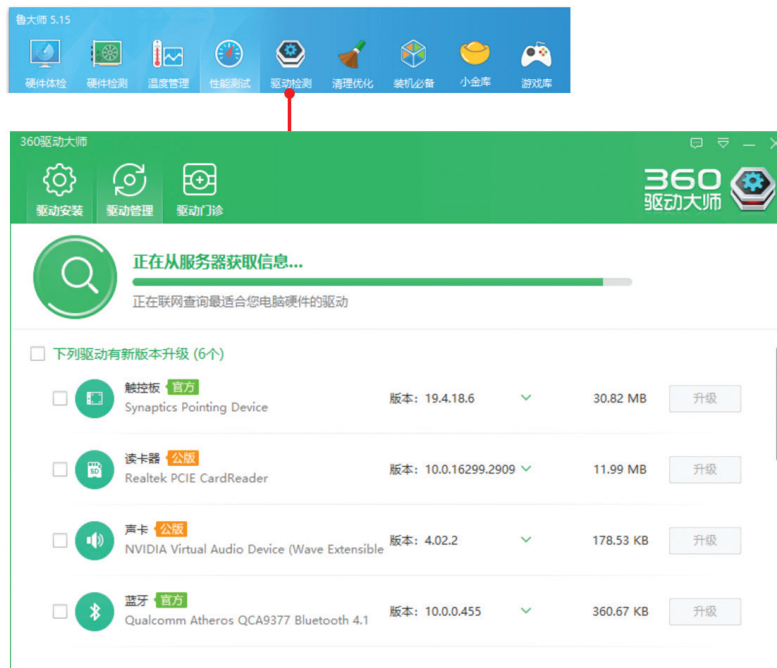 鲁大师 5.15
硬件体检 硬件检测 温度管理 性能测试 驱动检测 清理优化 装机必备 小金库 游戏库
360驱动大师
驱动安装 驱动管理 驱动门诊
360
驱动大师
正在从服务器获取信息...
正在联网查询最适合您电脑硬件的驱动
下列驱动有新版本升级 (6个)
触控板 官方
Synaptics Pointing Device
版本: 19.4.18.6 30.82 MB 升级
读卡器 公版
Realtek PCIE CardReader
版本: 10.0.16299.2909 11.99 MB 升级
声卡 公版
NVIDIA Virtual Audio Device (Wave Extensible
版本: 4.02.2 178.53 KB 升级
蓝牙 官方
Qualcomm Atheros QCA9377 Bluetooth 4.1
版本: 10.0.0.455 360.67 KB 升级